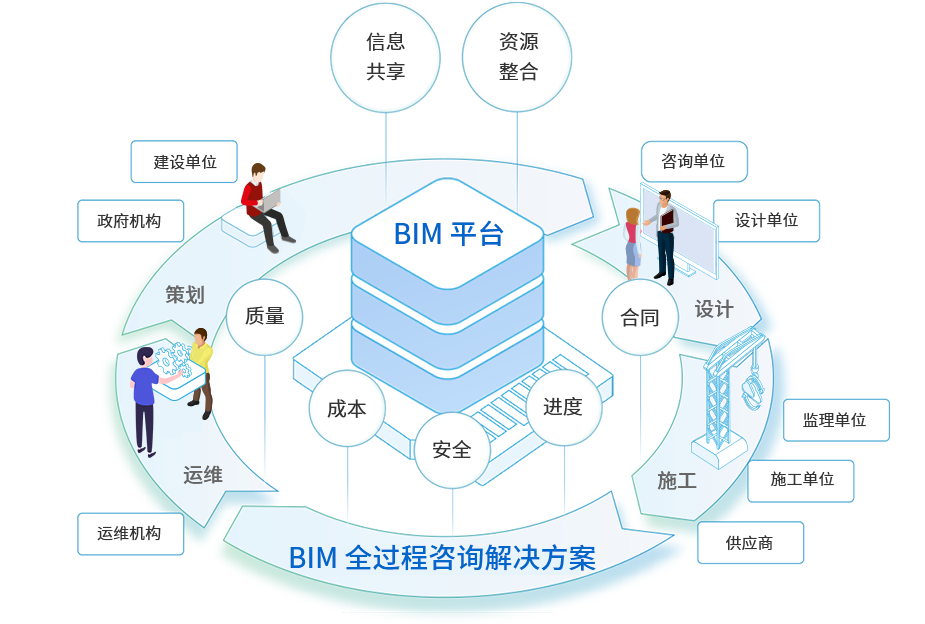 信息
共享
资源
整合
建设单位
咨询单位
政府机构
设计单位
BIM 平台
策划
质量
合同
设计
成本
进度
安全
监理单位
运维
施工
施工单位
运维机构
供应商
BIM 全过程咨询解决方案